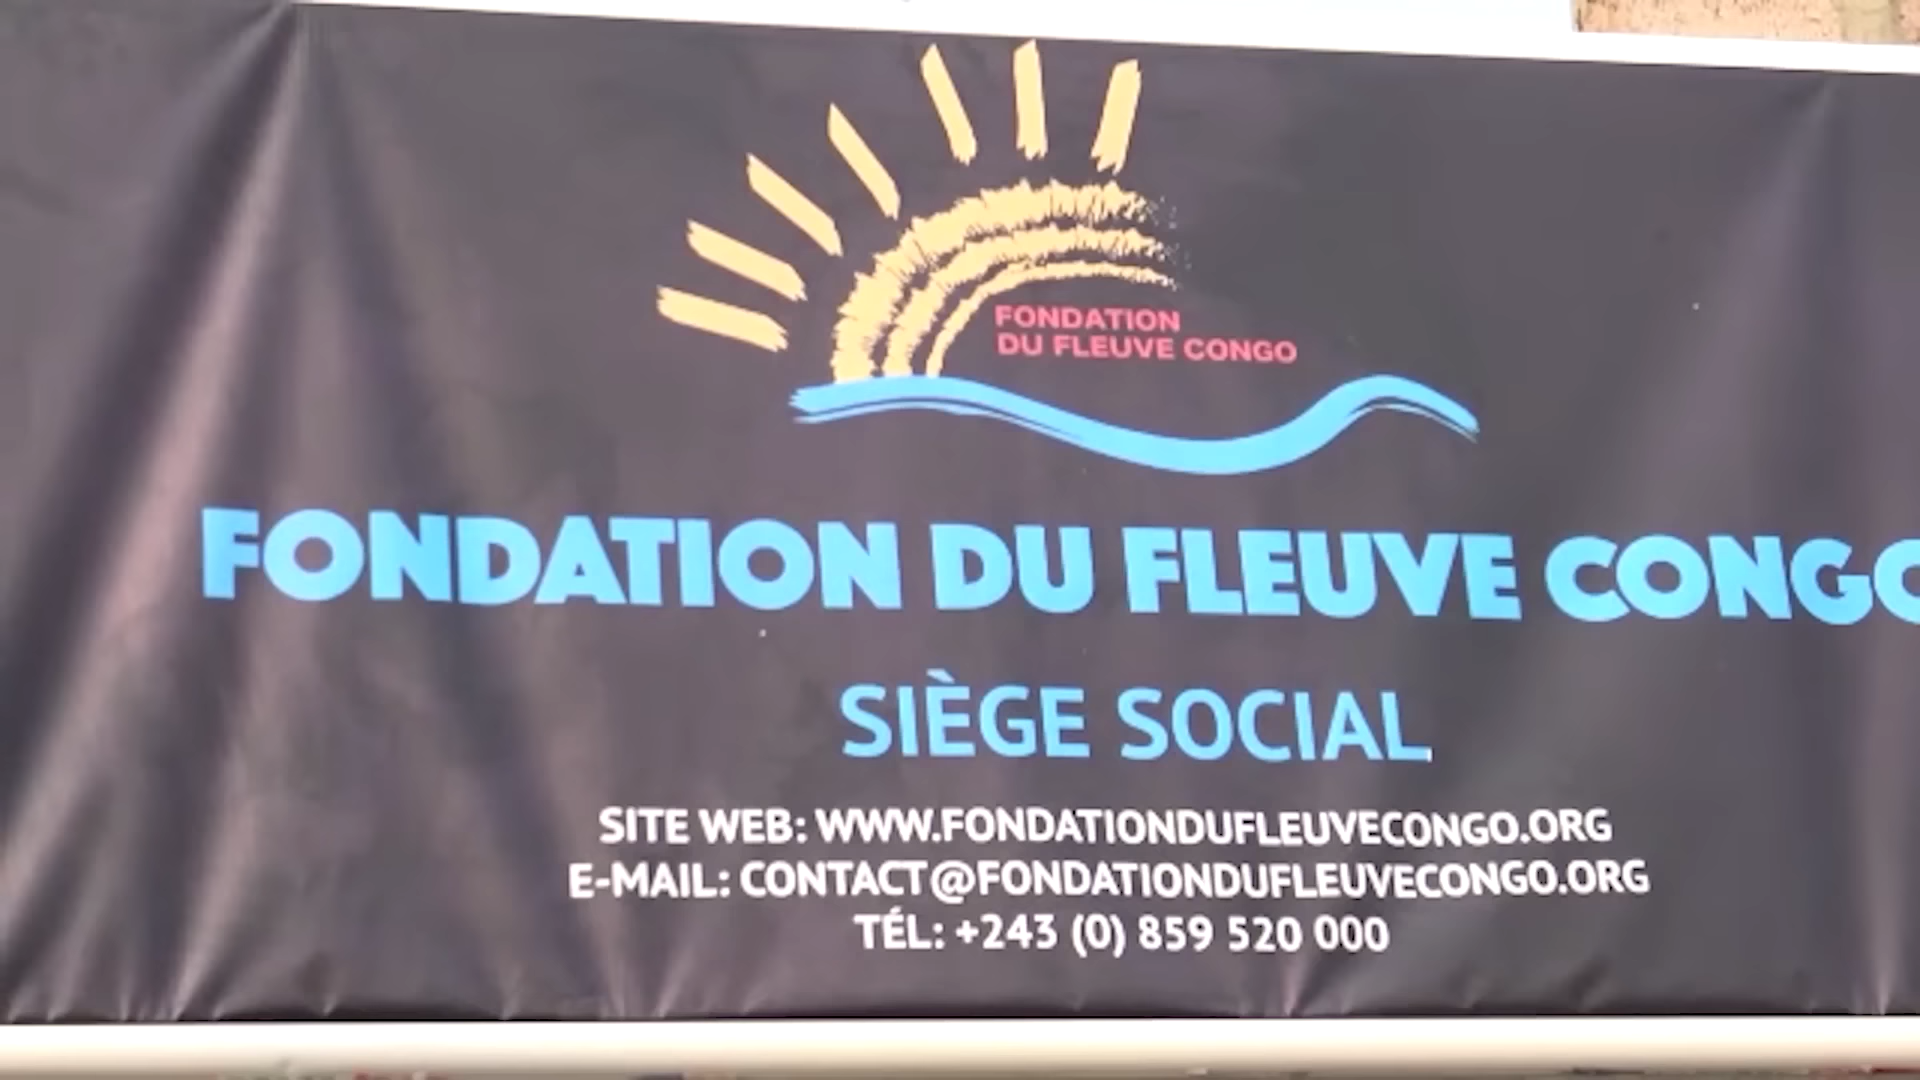 FONDATION
DU FLEUVE CONGO
FONDATION DU FLEUVE CONGO
SIÈGE SOCIAL
SITE WEB: WWW.FONDATIONDUFLEUVECONGO.ORG
E-MAIL: CONTACT@FONDATIONDUFLEUVECONGO.ORG
TÉL: +243 (0) 859 520 000